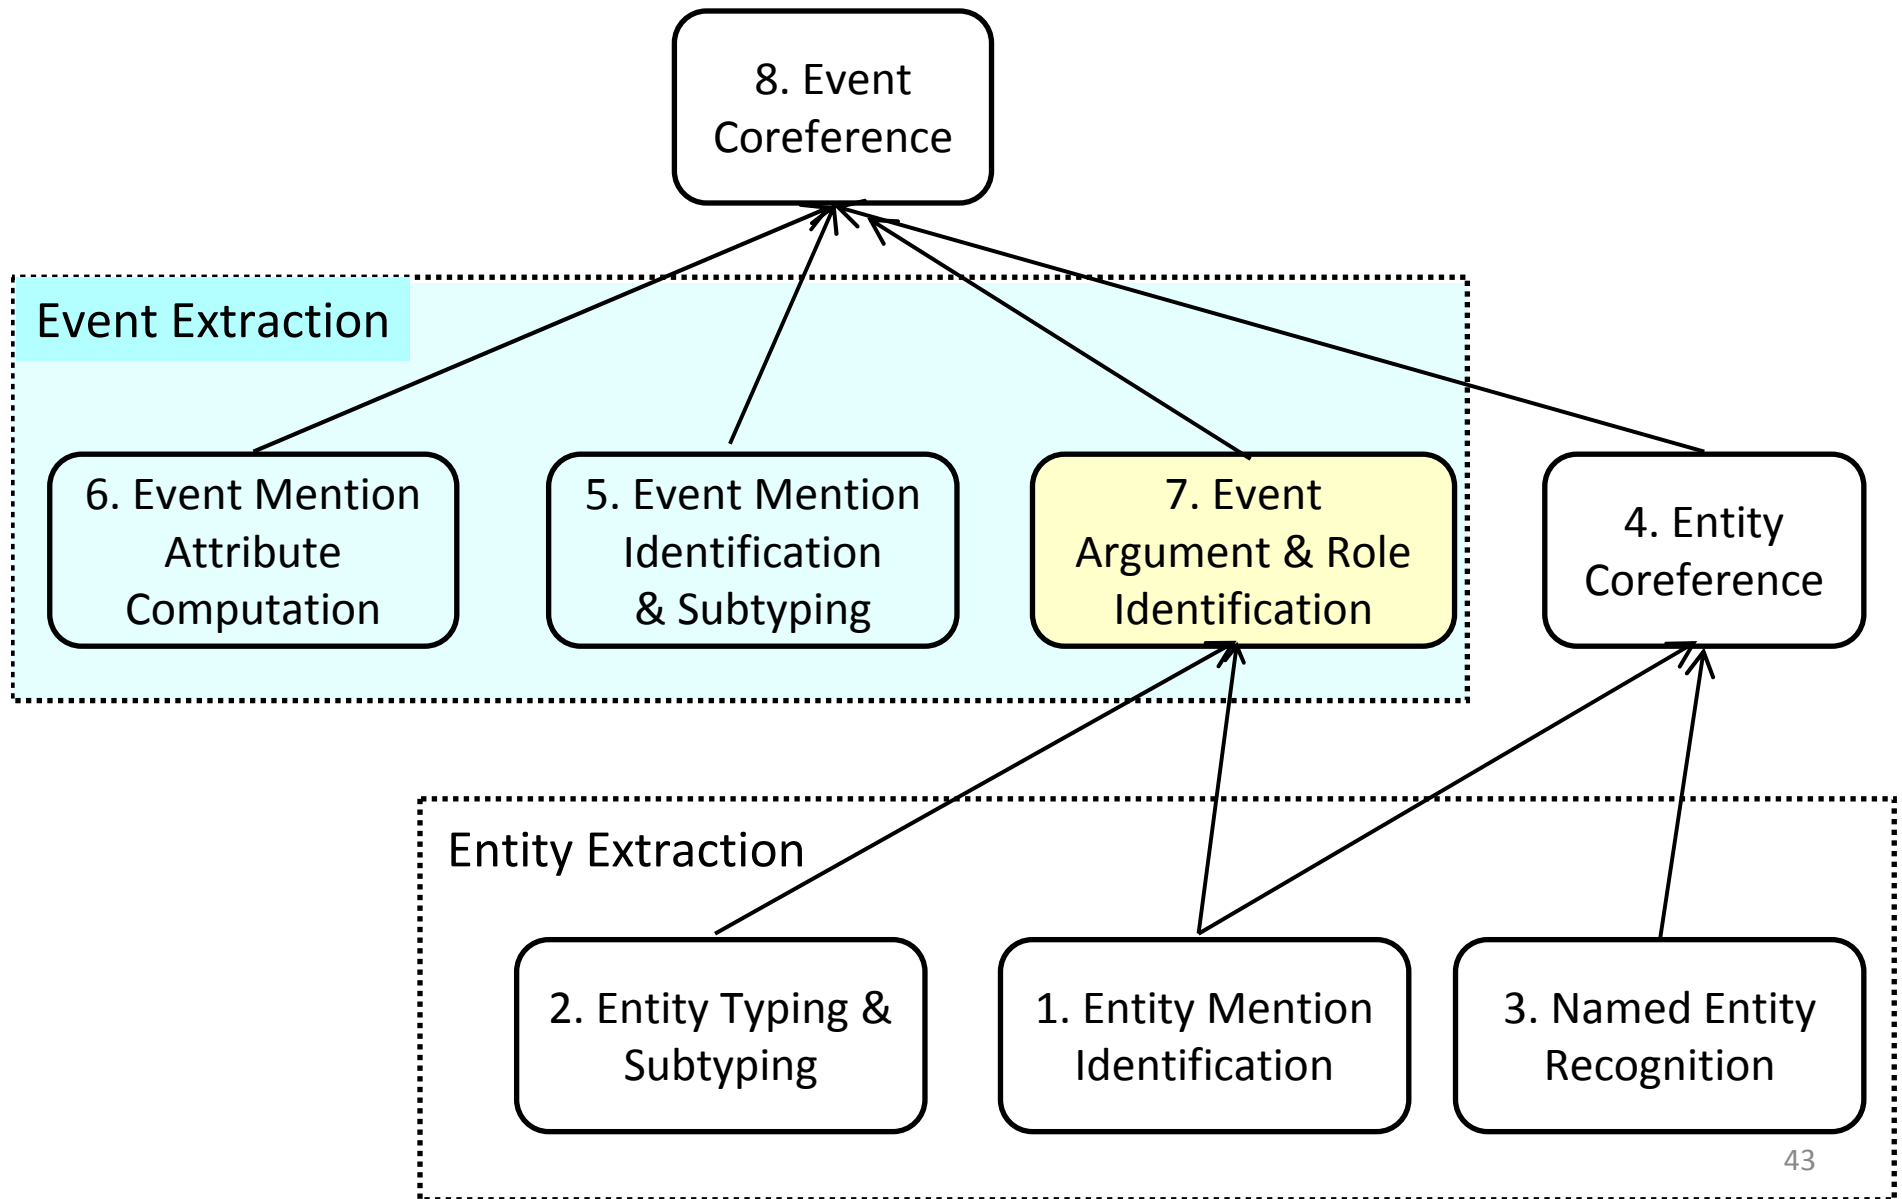 8. Event
Coreference
Event Extraction
6. Event Mention
Attribute
Computation
5. Event Mention
Identification
& Subtyping
7. Event
Argument & Role
Identification
4. Entity
Coreference
Entity Extraction
2. Entity Typing &
Subtyping
1. Entity Mention
Identification
3. Named Entity
Recognition
43